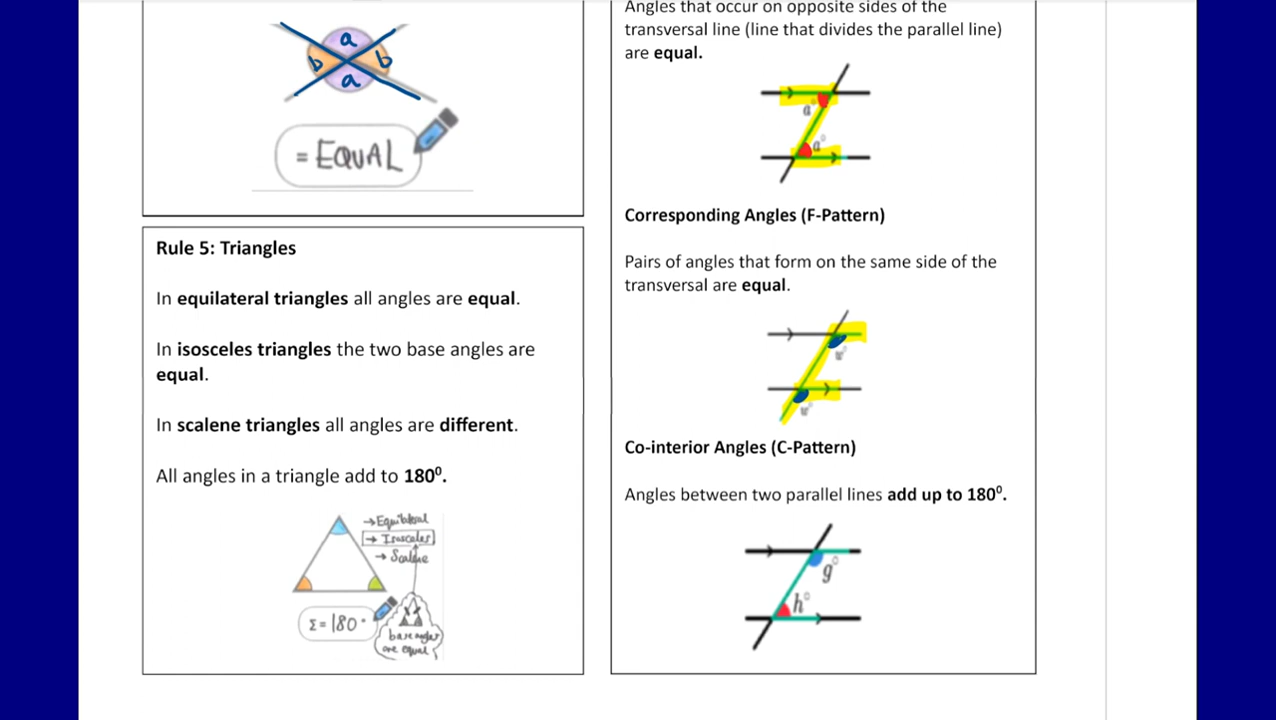 a
b
b
a
= EQUAL
Rule 5: Triangles
In equilateral triangles all angles are equal.
In isosceles triangles the two base angles are
equal.
In scalene triangles all angles are different.
All angles in a triangle add to 180⁰.
→ Equilateral
→ Isosceles
→ Scalene
Σ = 180°
base angles
are equal
Angles that occur on opposite sides of the
transversal line (line that divides the parallel line)
are equal.
a°
a°
Corresponding Angles (F-Pattern)
Pairs of angles that form on the same side of the
transversal are equal.
w°
w°
Co-interior Angles (C-Pattern)
Angles between two parallel lines add up to 180⁰.
g°
h°